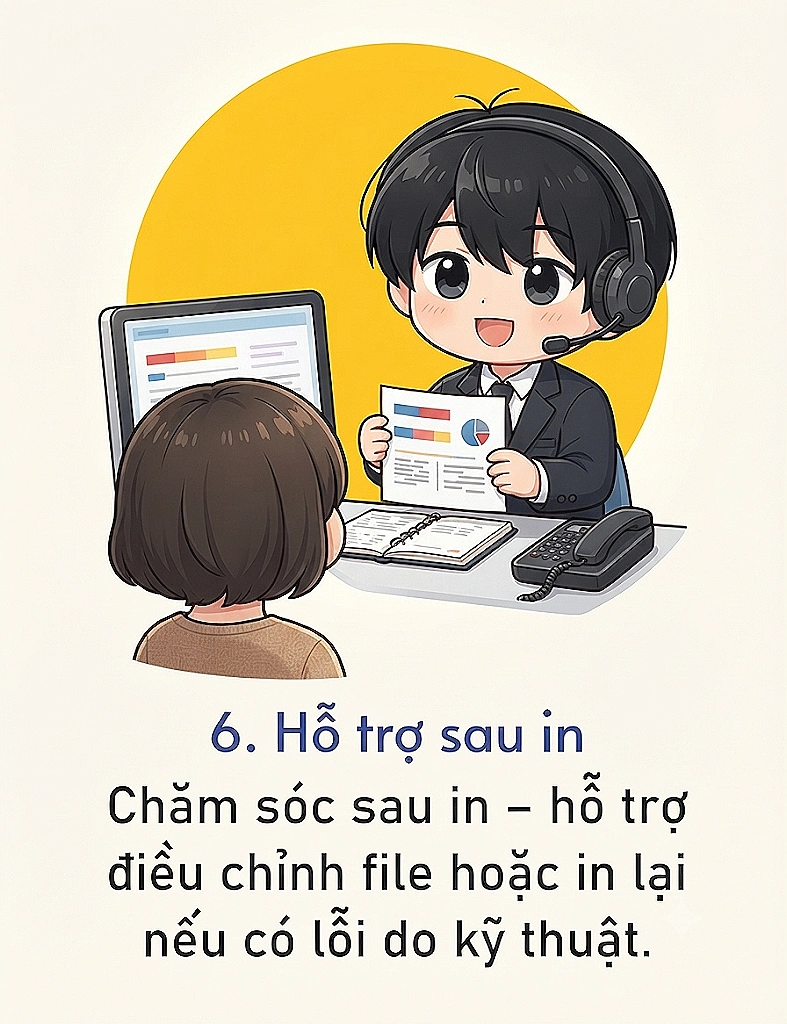 6. Hỗ trợ sau in
Chăm sóc sau in – hỗ trợ
điều chỉnh file hoặc in lại
nếu có lỗi do kỹ thuật.